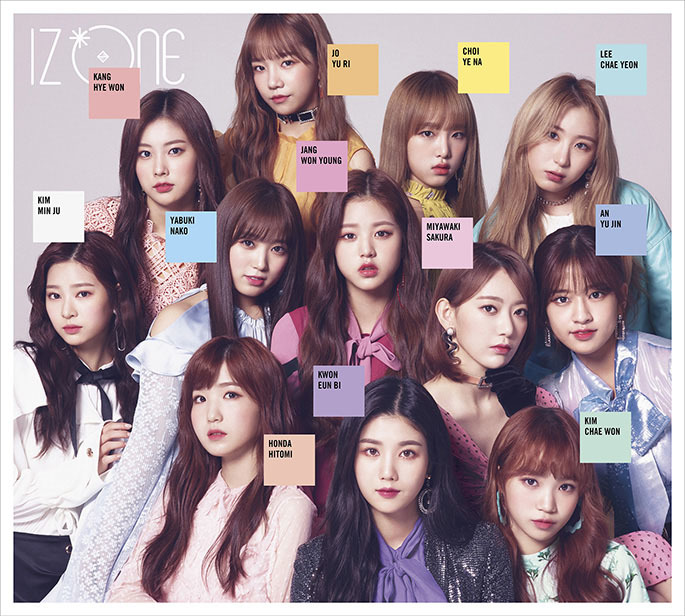 IZ*ONE
KANG
HYE WON
JO
YU RI
CHOI
YE NA
LEE
CHAE YEON
JANG
WON YOUNG
KIM
MIN JU
YABUKI
NAKO
MIYAWAKI
SAKURA
AN
YU JIN
KWON
EUN BI
HONDA
HITOMI
KIM
CHAE WON